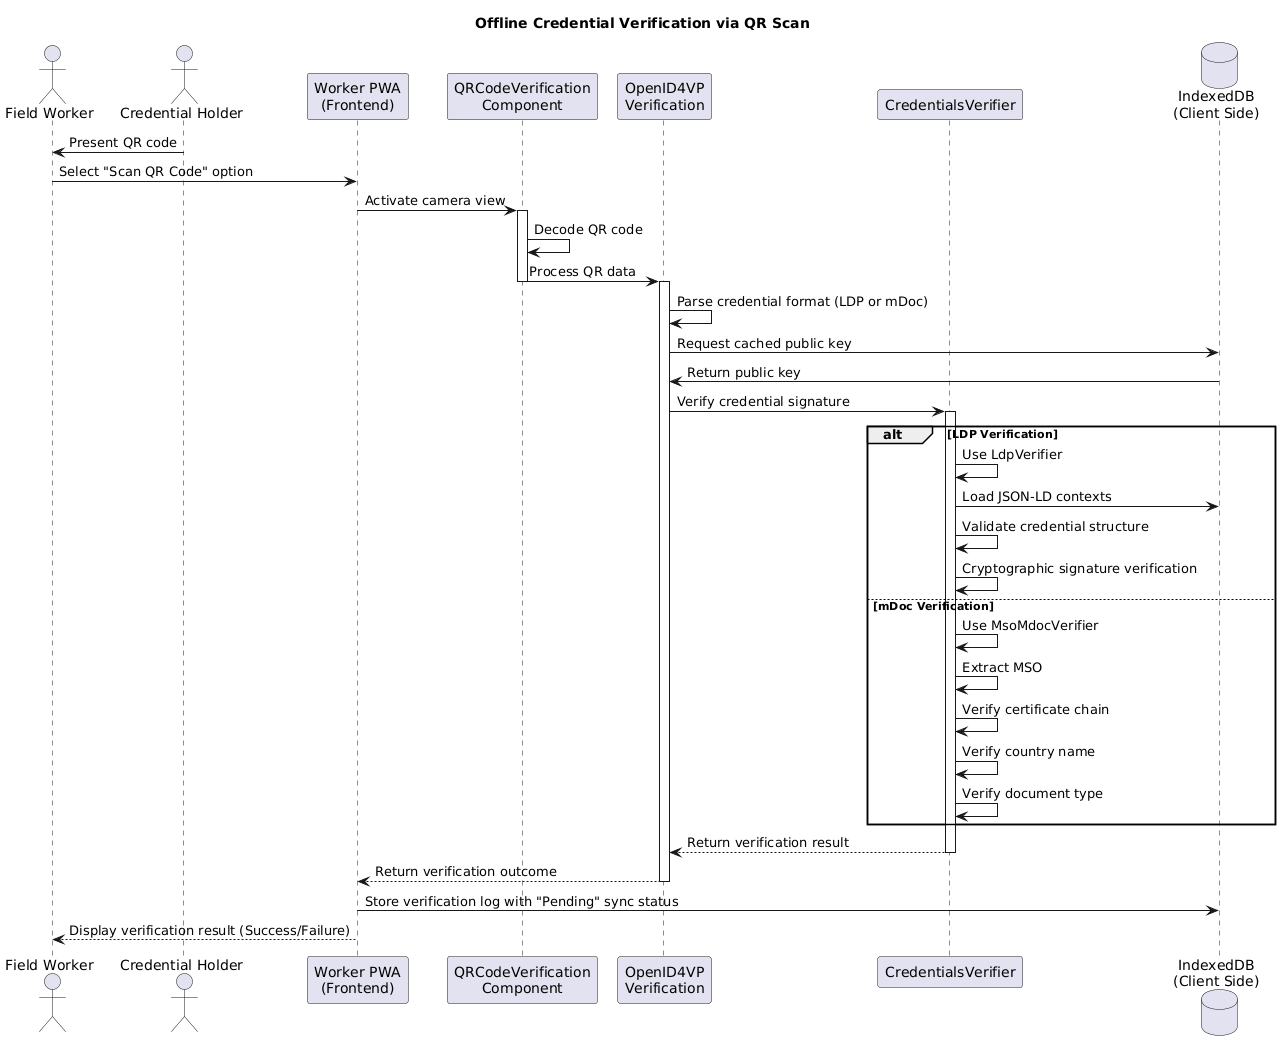 Offline Credential Verification via QR Scan
Field Worker
Credential Holder
Worker PWA
(Frontend)
QRCodeVerification
Component
OpenID4VP
Verification
CredentialsVerifier
IndexedDB
(Client Side)
Present QR code
Select "Scan QR Code" option
Activate camera view
Decode QR code
Process QR data
Parse credential format (LDP or mDoc)
Request cached public key
Return public key
Verify credential signature
alt
[LDP Verification]
Use LdpVerifier
Load JSON-LD contexts
Validate credential structure
Cryptographic signature verification
[mDoc Verification]
Use MsoMdocVerifier
Extract MSO
Verify certificate chain
Verify country name
Verify document type
Return verification result
Return verification outcome
Store verification log with "Pending" sync status
Display verification result (Success/Failure)
Field Worker
Credential Holder
Worker PWA
(Frontend)
QRCodeVerification
Component
OpenID4VP
Verification
CredentialsVerifier
IndexedDB
(Client Side)